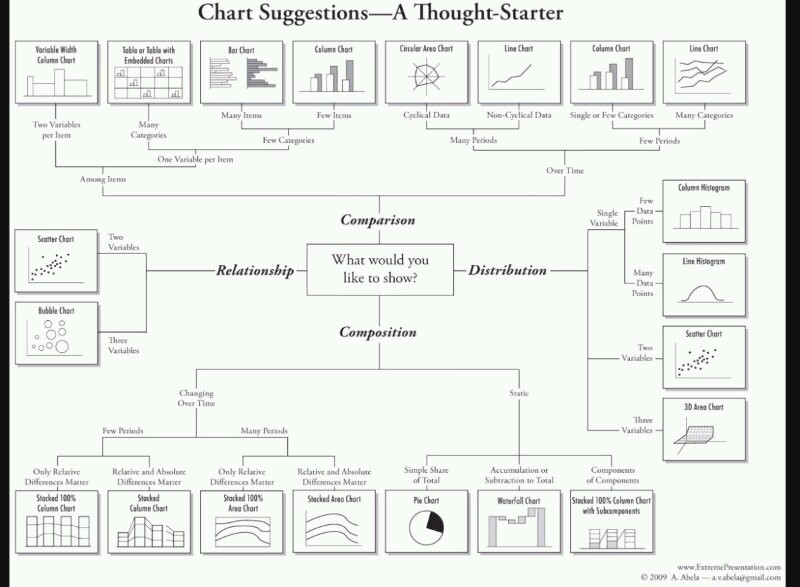 Chart Suggestions—A Thought-Starter
Variable Width
Column Chart
Table or Table with
Embedded Charts
Bar Chart
Column Chart
Circular Area Chart
Line Chart
Column Chart
Line Chart
Two Variables
per Item
Many
Categories
Many Items
Few Items
Cyclical Data
Non-Cyclical Data
Single or Few Categories
Many Categories
Few Categories
Many Periods
Few Periods
One Variable per Item
Among Items
Over Time
Comparison
What would you
like to show?
Relationship
Scatter Chart
Two
Variables
Bubble Chart
Three
Variables
Distribution
Single
Variable
Few
Data
Points
Column Histogram
Many
Data
Points
Line Histogram
Two
Variables
Scatter Chart
Three
Variables
3D Area Chart
Composition
Changing
Over Time
Static
Few Periods
Many Periods
Only Relative
Differences Matter
Relative and Absolute
Differences Matter
Only Relative
Differences Matter
Relative and Absolute
Differences Matter
Simple Share
of Total
Accumulation or
Subtraction to Total
Components
of Components
Stacked 100%
Column Chart
Stacked
Column Chart
Stacked 100%
Area Chart
Stacked Area Chart
Pie Chart
Waterfall Chart
Stacked 100% Column Chart
with Subcomponents
www.ExtremePresentation.com
© 2009 A. Abela — a.v.abela@gmail.com